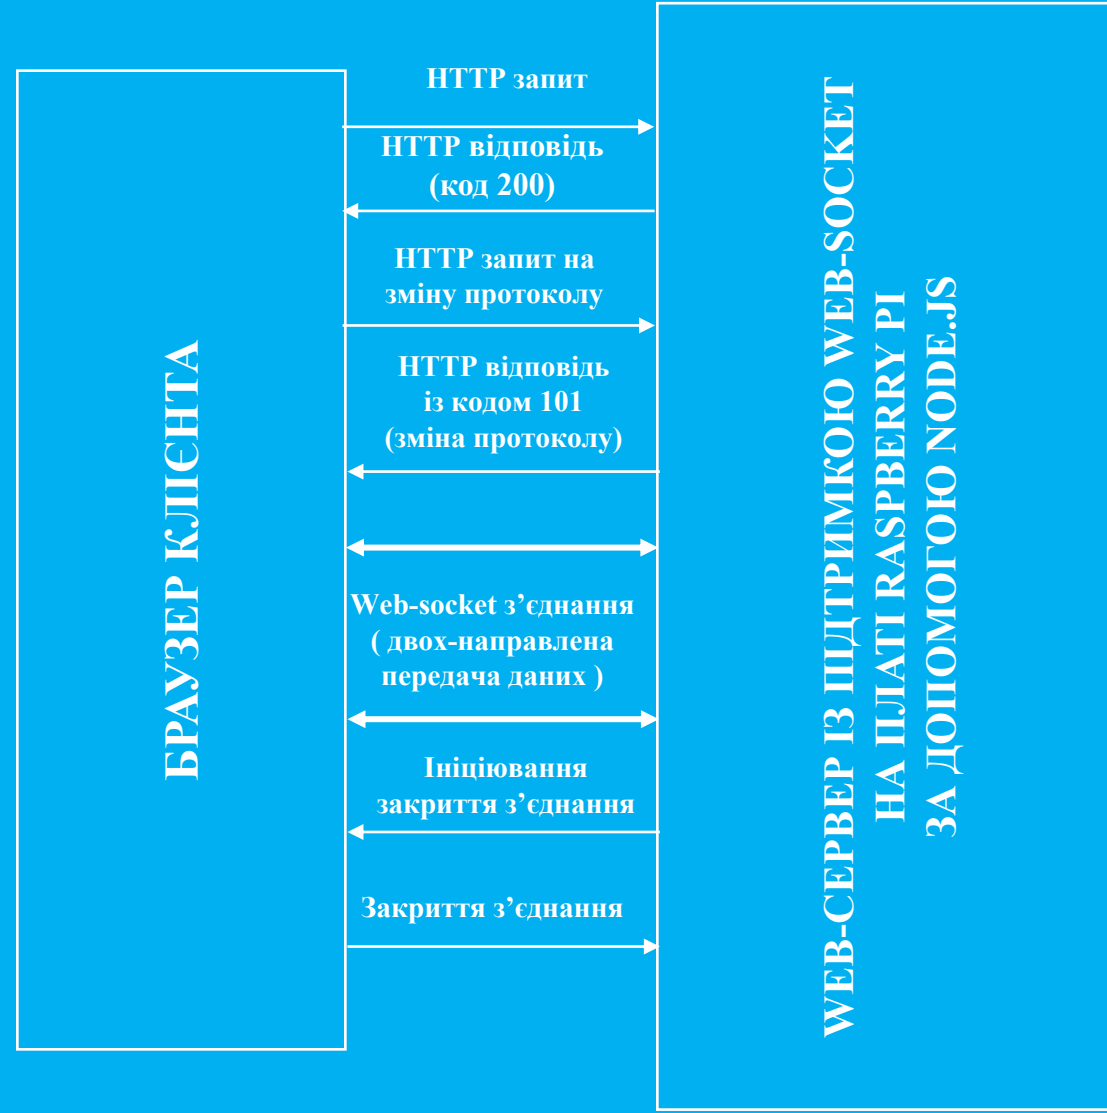 HTTP запит
HTTP відповідь
(код 200)
HTTP запит на
зміну протоколу
HTTP відповідь
із кодом 101
(зміна протоколу)
Web-socket з’єднання
( двох-направлена
передача даних )
Ініціювання
закриття з’єднання
Закриття з’єднання
БРАУЗЕР КЛІЄНТА
WEB-СЕРВЕР ІЗ ПІДТРИМКОЮ WEB-SOCKET
НА ПЛАТІ RASPBERRY PI
ЗА ДОПОМОГОЮ NODE.JS